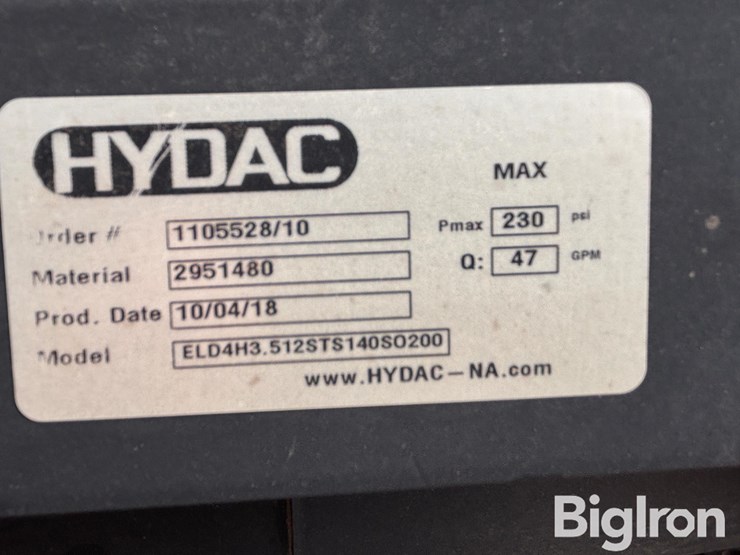 HYDAC
MAX
Order # 1105528/10
Pmax 230 psi
Material 2951480
Q: 47 GPM
Prod. Date 10/04/18
Model ELD4H3.512STS140SO200
www.HYDAC-NA.com
BigIron